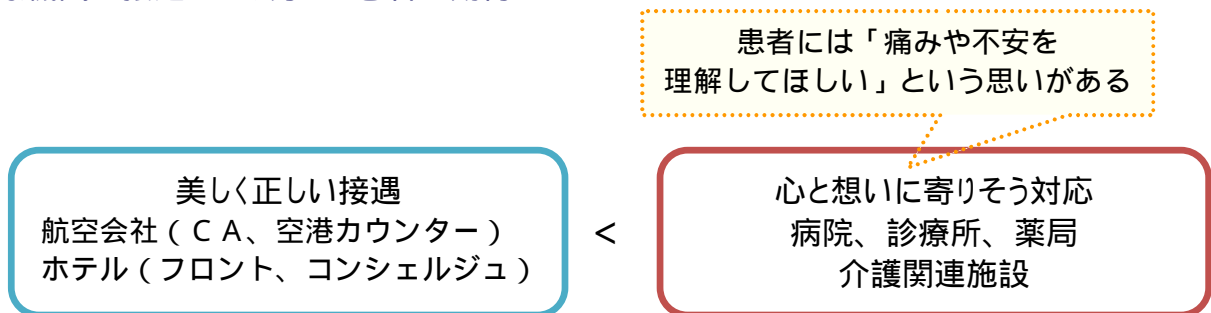 患者には「痛みや不安を
理解してほしい」という思いがある
美しく正しい接遇
航空会社（ＣＡ、空港カウンター）
ホテル（フロント、コンシェルジュ）
<
心と想いに寄りそう対応
病院、診療所、薬局
介護関連施設